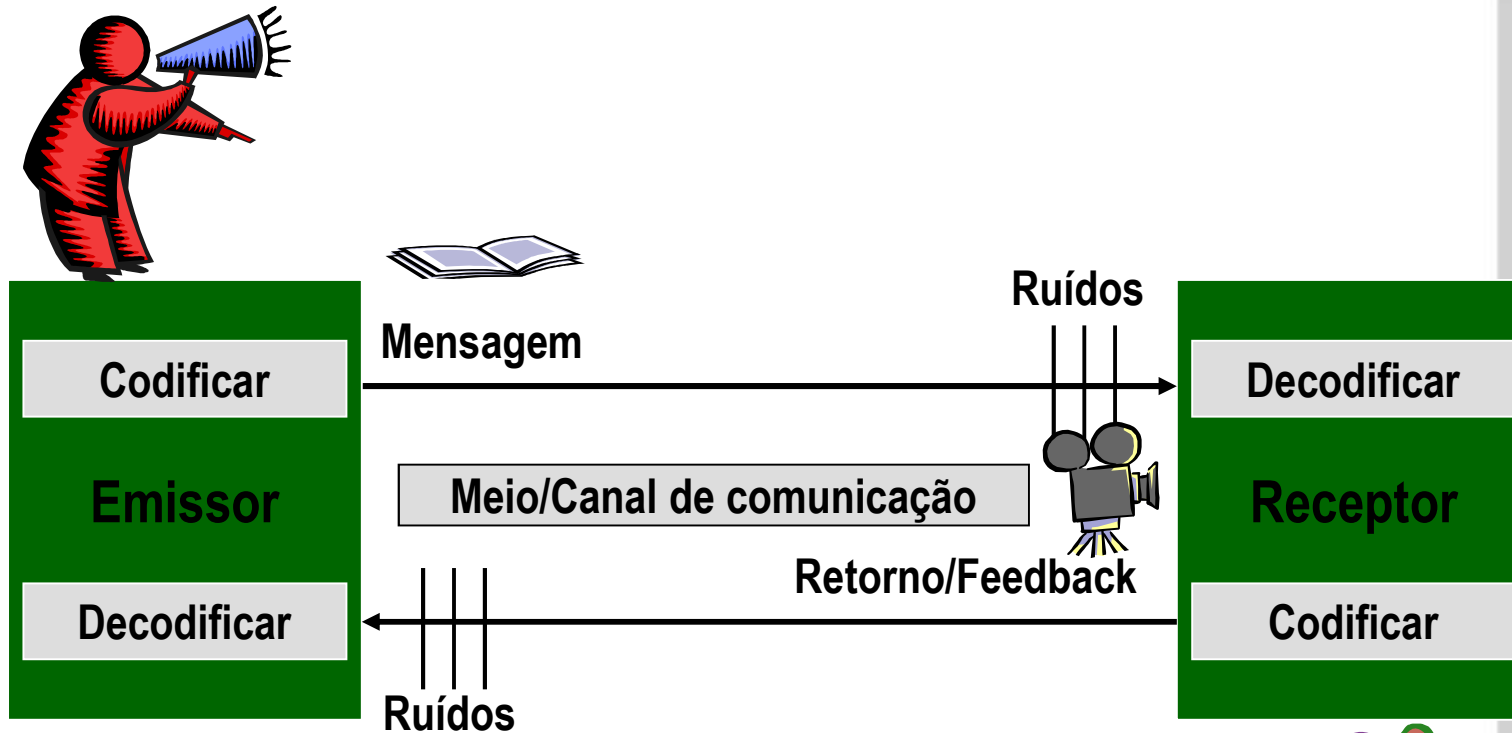 Ruídos
Mensagem
Codificar
Decodificar
Emissor
Meio/Canal de comunicação
Receptor
Retorno/Feedback
Decodificar
Codificar
Ruídos